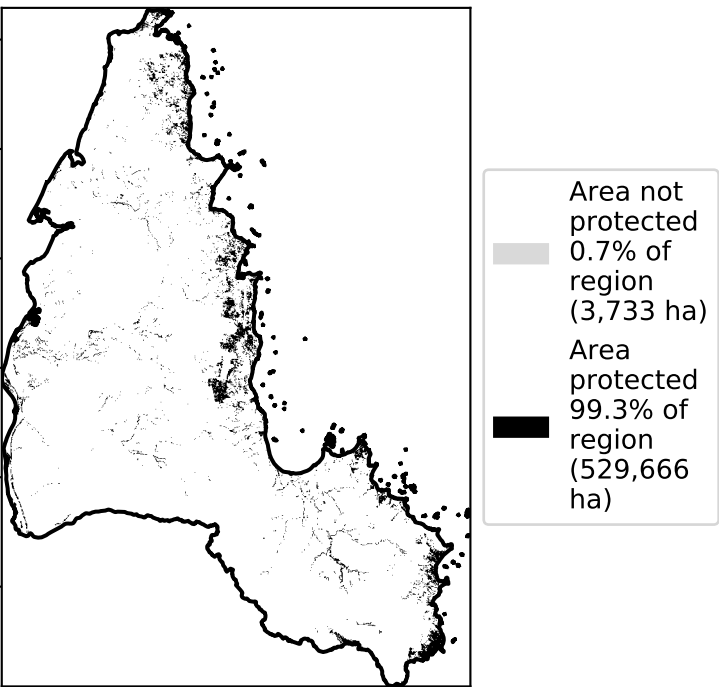 Area not
protected
0.7% of
region
(3,733 ha)
Area
protected
99.3% of
region
(529,666
ha)